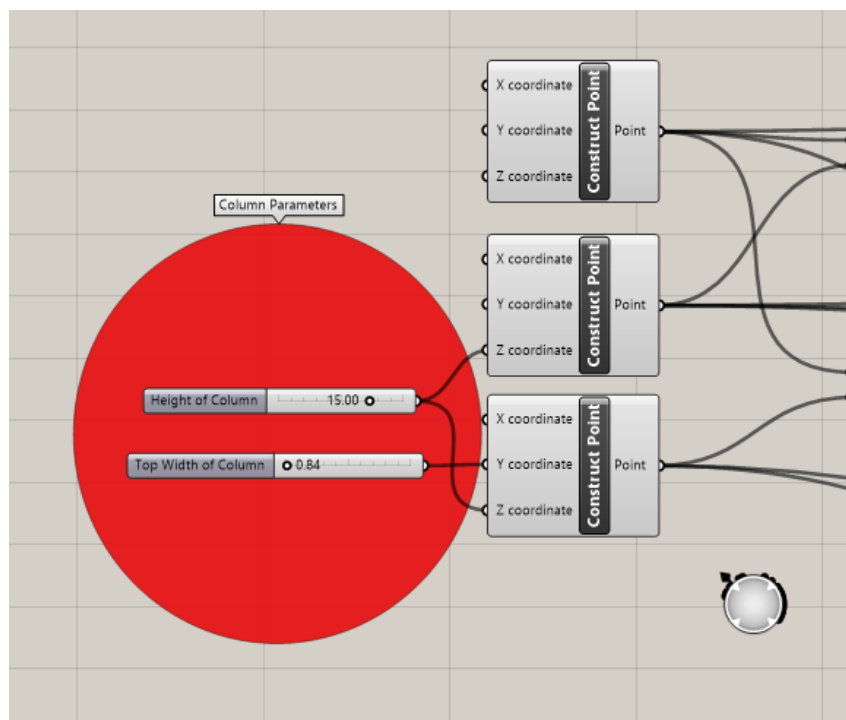 X coordinate
Y coordinate
Z coordinate
Construct Point
Point
Column Parameters
X coordinate
Y coordinate
Z coordinate
Construct Point
Point
Height of Column 15.00
Top Width of Column 0.84
X coordinate
Y coordinate
Z coordinate
Construct Point
Point